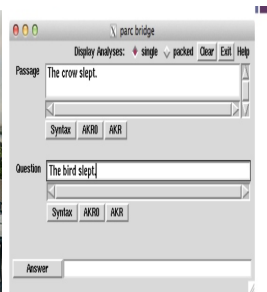 parc bridge
Display Analyses: single packed Clear Exit Help
Passage The crow slept.
Syntax AKR0 AKR
Question The bird slept.
Syntax AKR0 AKR
Answer